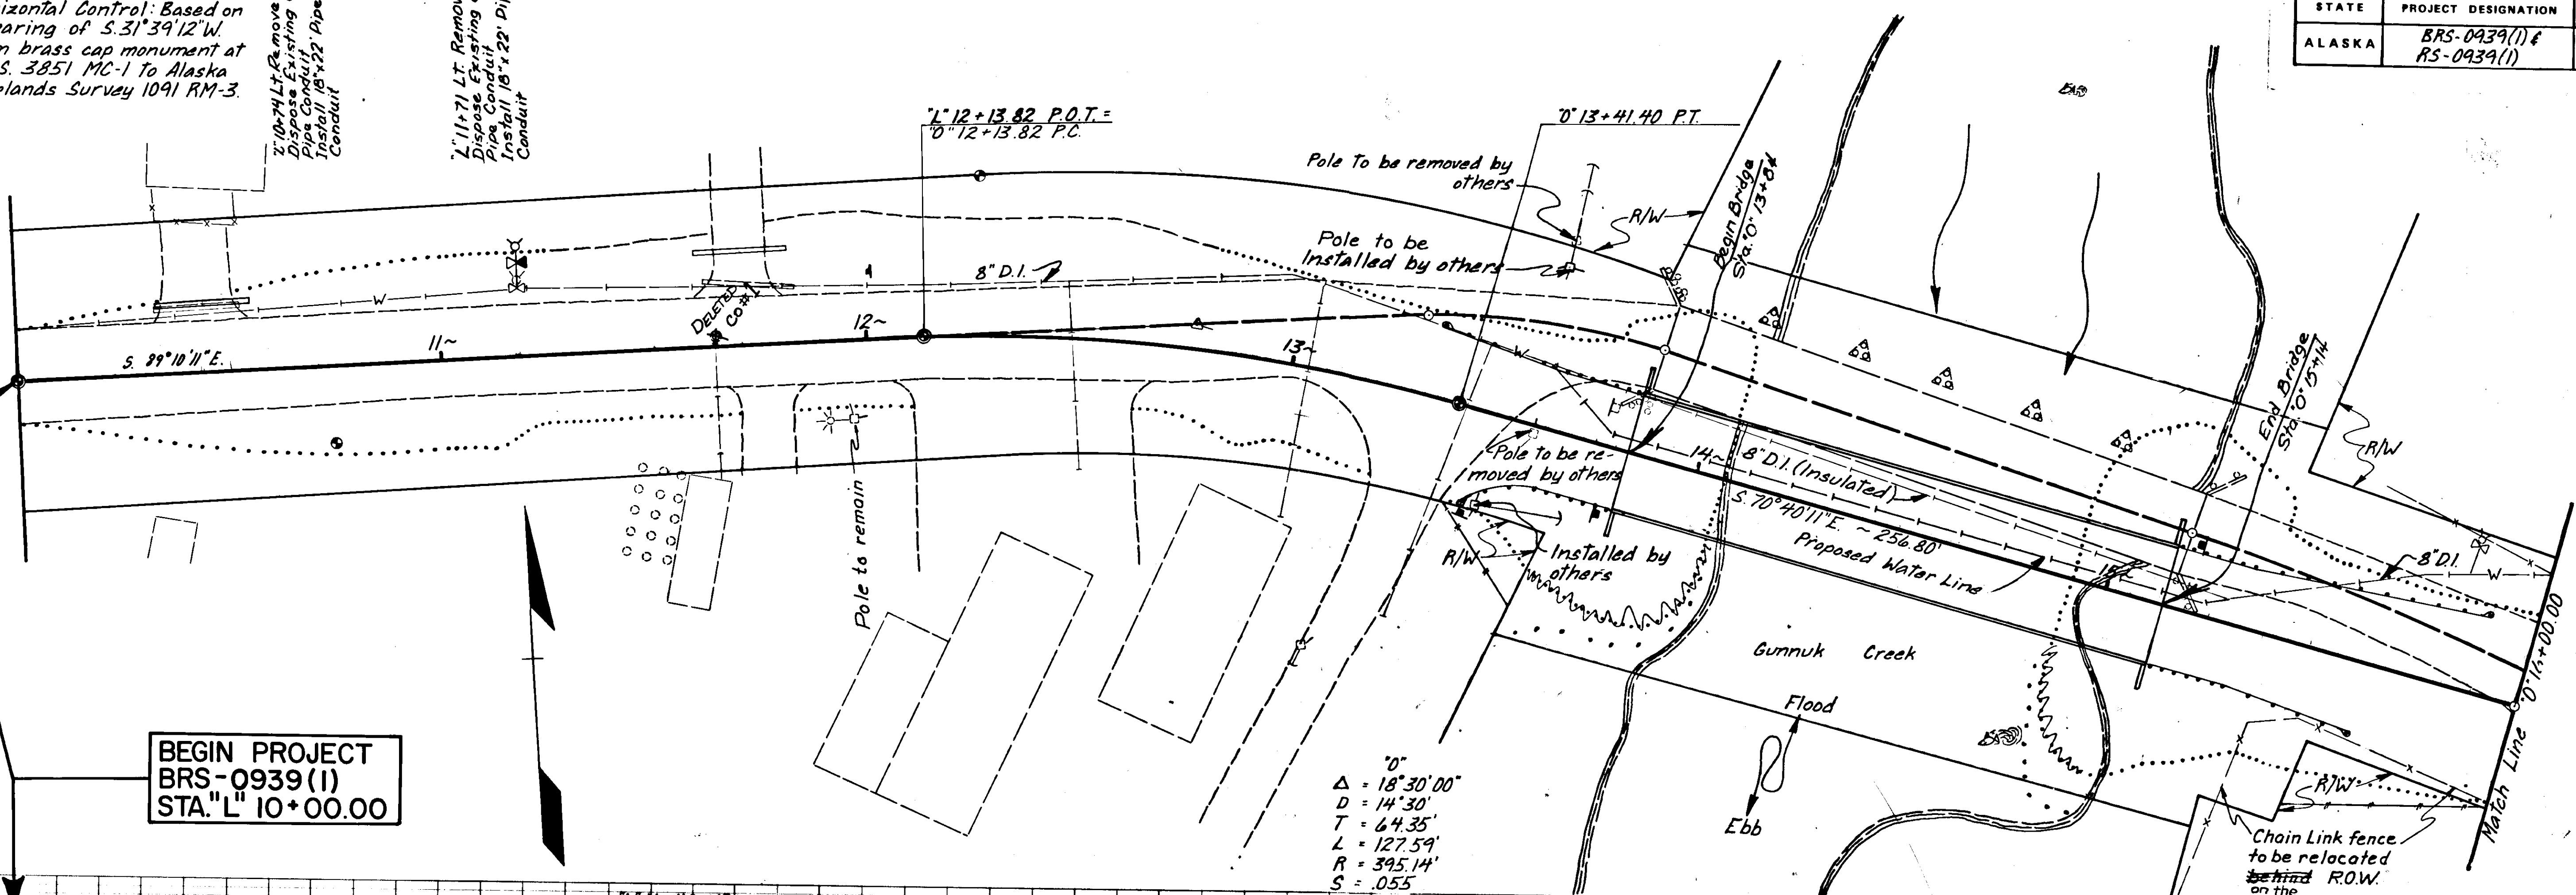 rizontal Control: Based on
aring of S.31°39'12"W.
m brass cap monument at
S. 3851 MC-1 To Alaska
elands Survey 1091 RM-3.
"L" 10+74 Lt. Remove
Dispose Existing
Pipe Conduit
Install 18"x22' Pipe
Conduit
"L" 11+71 Lt. Remov
Dispose Existing
Pipe Conduit
Install 18"x22' Pip
Conduit
STATE
PROJECT DESIGNATION
ALASKA
BRS-0939(1) &
RS-0939(1)
"L" 12+13.82 P.O.T. =
"O" 12+13.82 P.C.
"O" 13+41.40 P.T.
Pole to be removed by
others
R/W
Begin Bridge
Sta. "O" 13+84
Pole to be
Installed by others
8" D.I.
W
DELETED
CO#1
S. 89°10'11"E.
11~
12~
13~
W
End Bridge
Sta. "O" 15+14
R/W
Pole to be re-
moved by others
14~
8" D.I. (Insulated)
S. 70°40'11"E. ~ 256.80'
Proposed Water Line
15~
8" D.I.
W
Pole to remain
R/W
Installed by
others
Gunnuk Creek
Flood
Ebb
"O" 16+00.00
Match Line
BEGIN PROJECT
BRS-0939(1)
STA. "L" 10+00.00
"O"
Δ = 18°30'00"
D = 14°30'
T = 64.35'
L = 127.59'
R = 395.14'
S = .055
R/W
Chain Link fence
to be relocated
behind R.O.W.
on the